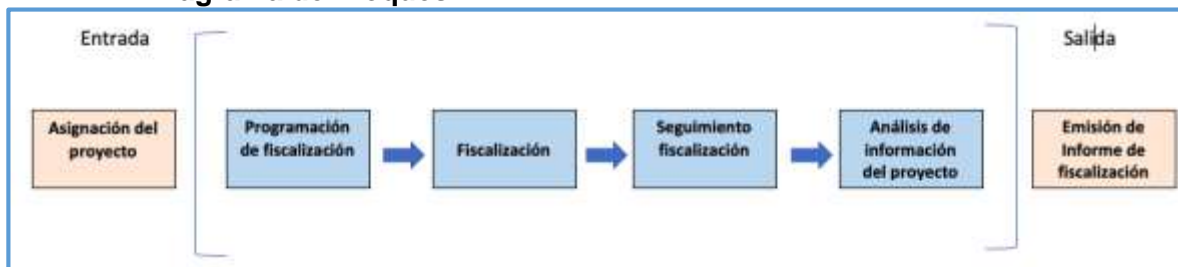 Entrada
Salida
Asignación del
proyecto
Programación
de fiscalización
Fiscalización
Seguimiento
fiscalización
Análisis de
información
del proyecto
Emisión de
Informe de
fiscalización